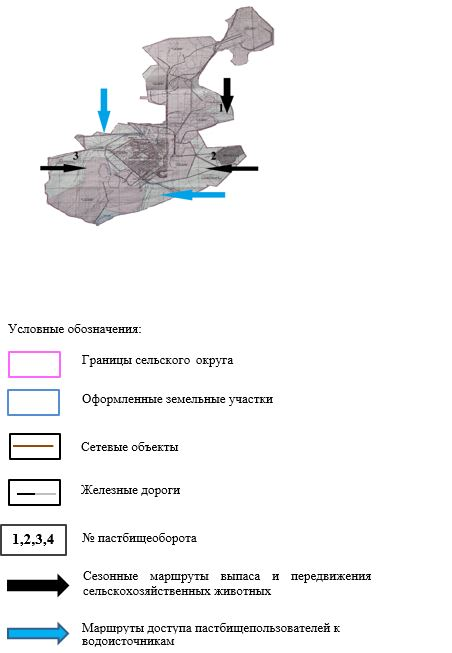 1
3
2
Условные обозначения:
Границы сельского округа
Оформленные земельные участки
Сетевые объекты
Железные дороги
1,2,3,4 № пастбищеоборота
Сезонные маршруты выпаса и передвижения
сельскохозяйственных животных
Маршруты доступа пастбищепользователей к
водоисточникам